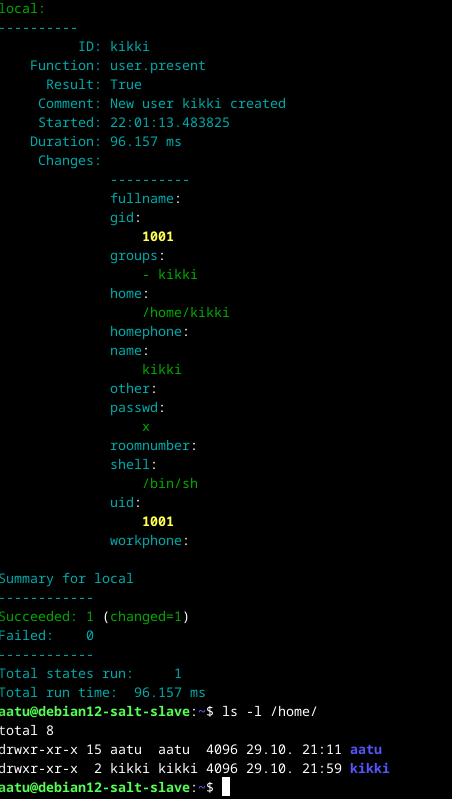 local:
----------
          ID: kikki
    Function: user.present
      Result: True
     Comment: New user kikki created
     Started: 22:01:13.483825
    Duration: 96.157 ms
     Changes:
              ----------
              fullname:
              gid:
                  1001
              groups:
                  - kikki
              home:
                  /home/kikki
              homephone:
              name:
                  kikki
              other:
              passwd:
                  x
              roomnumber:
              shell:
                  /bin/sh
              uid:
                  1001
              workphone:

Summary for local
------------
Succeeded: 1 (changed=1)
Failed:    0
------------
Total states run:     1
Total run time:  96.157 ms
aatu@debian12-salt-slave:~$ ls -l /home/
total 8
drwxr-xr-x 15 aatu  aatu  4096 29.10. 21:11 aatu
drwxr-xr-x  2 kikki kikki 4096 29.10. 21:59 kikki
aatu@debian12-salt-slave:~$